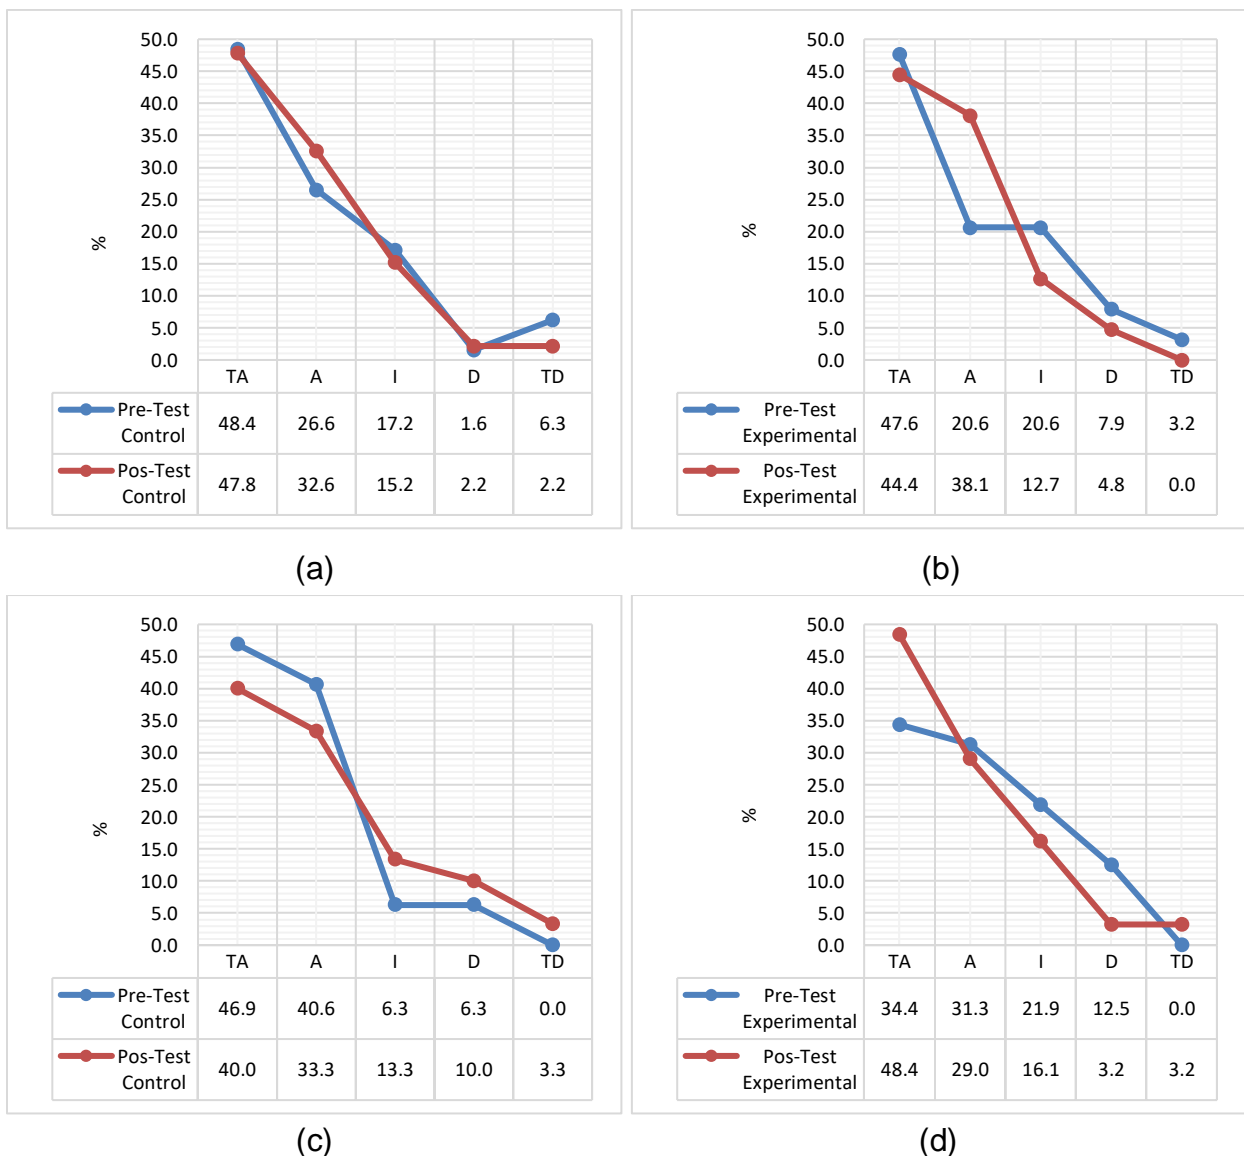 50.0
45.0
40.0
35.0
30.0
25.0
20.0
15.0
10.0
5.0
0.0
%
TA A I D TD
Pre-Test
Control
48.4 26.6 17.2 1.6 6.3
Pos-Test
Control
47.8 32.6 15.2 2.2 2.2
(a)
50.0
45.0
40.0
35.0
30.0
25.0
20.0
15.0
10.0
5.0
0.0
%
TA A I D TD
Pre-Test
Experimental
47.6 20.6 20.6 7.9 3.2
Pos-Test
Experimental
44.4 38.1 12.7 4.8 0.0
(b)
50.0
45.0
40.0
35.0
30.0
25.0
20.0
15.0
10.0
5.0
0.0
%
TA A I D TD
Pre-Test
Control
46.9 40.6 6.3 6.3 0.0
Pos-Test
Control
40.0 33.3 13.3 10.0 3.3
(c)
50.0
45.0
40.0
35.0
30.0
25.0
20.0
15.0
10.0
5.0
0.0
%
TA A I D TD
Pre-Test
Experimental
34.4 31.3 21.9 12.5 0.0
Pos-Test
Experimental
48.4 29.0 16.1 3.2 3.2
(d)